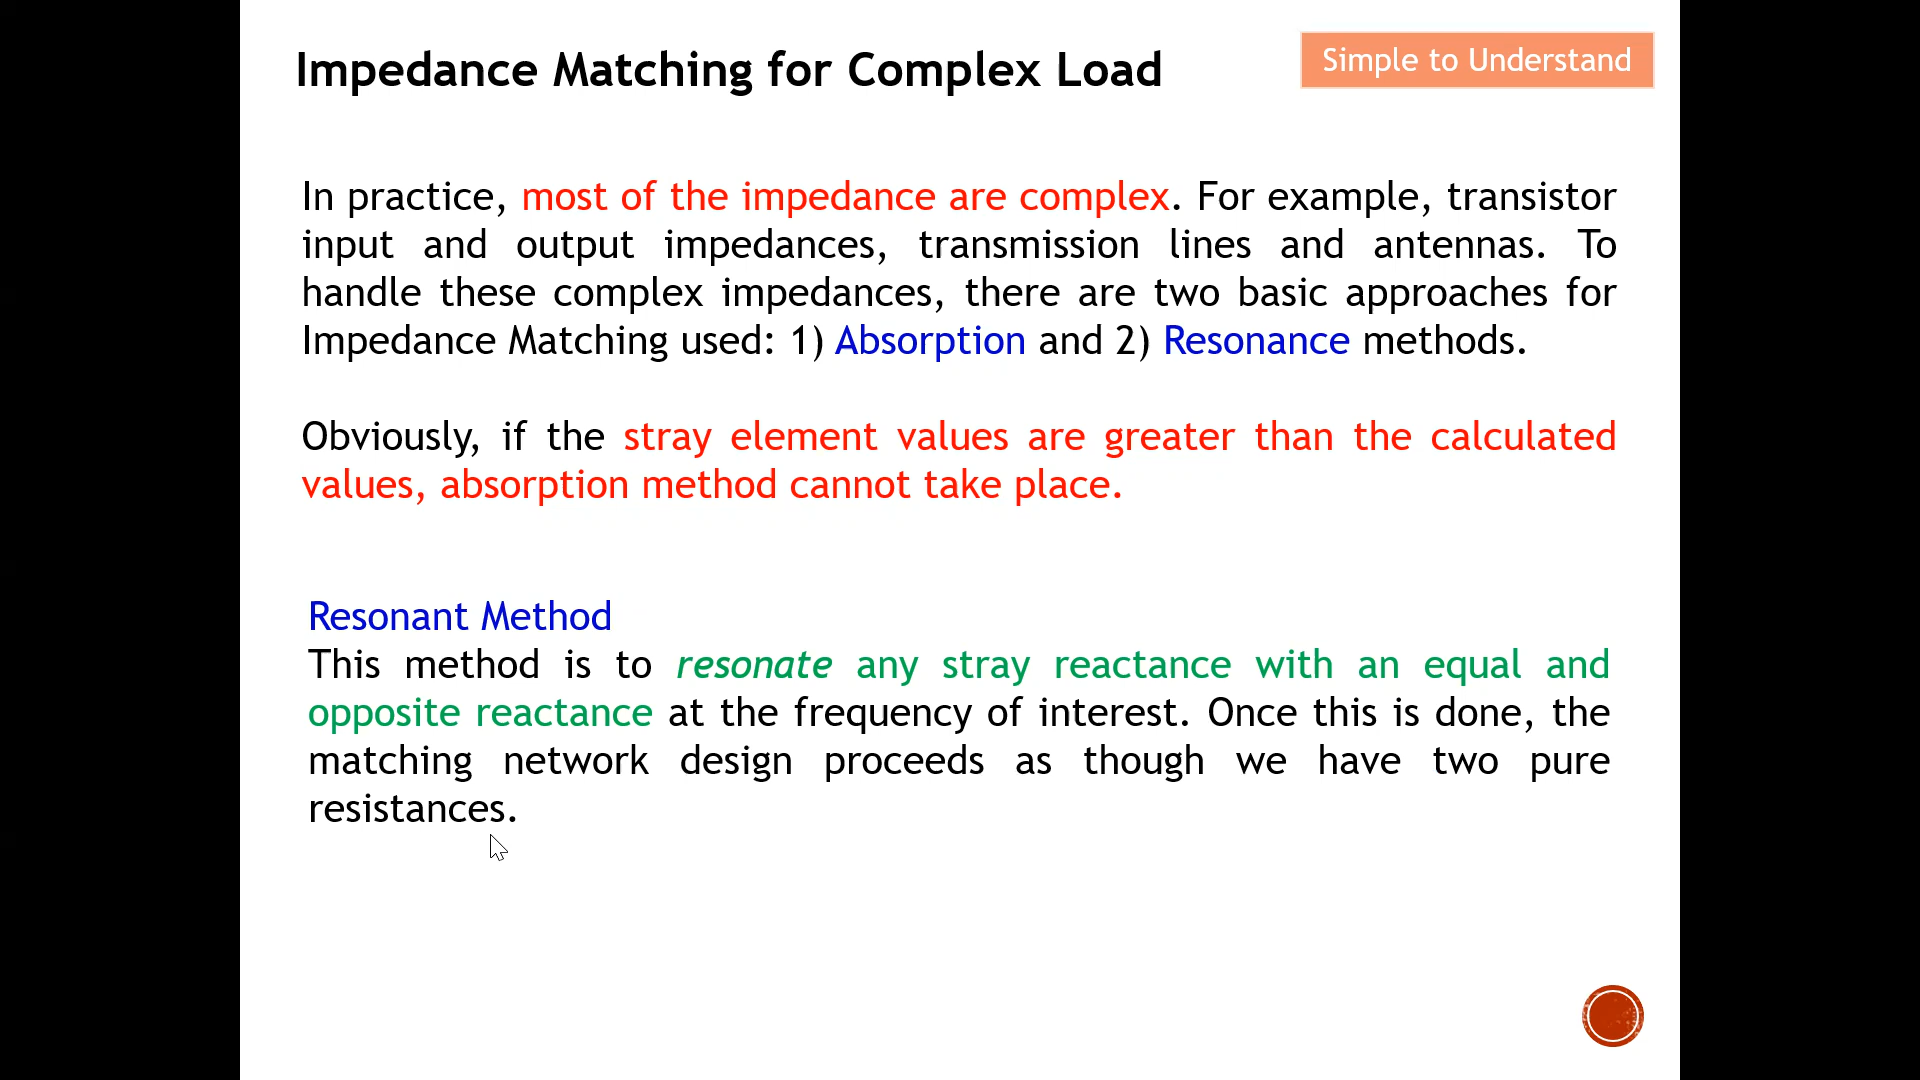 Impedance Matching for Complex Load
Simple to Understand
In practice, most of the impedance are complex. For example, transistor
input and output impedances, transmission lines and antennas. To
handle these complex impedances, there are two basic approaches for
Impedance Matching used: 1) Absorption and 2) Resonance methods.
Obviously, if the stray element values are greater than the calculated
values, absorption method cannot take place.
Resonant Method
This method is to resonate any stray reactance with an equal and
opposite reactance at the frequency of interest. Once this is done, the
matching network design proceeds as though we have two pure
resistances.